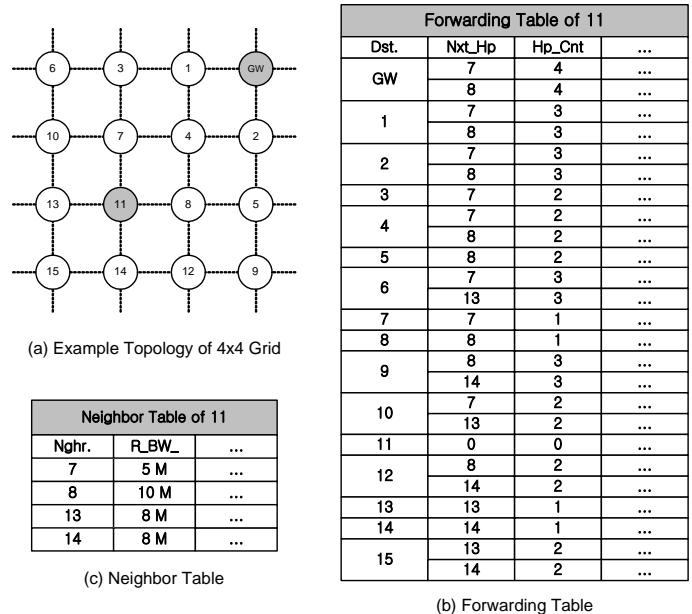 6 3 1 GW
10 7 4 2
13 11 8 5
15 14 12 9
(a) Example Topology of 4x4 Grid
Neighbor Table of 11
Nghr. R_BW_ ...
7 5 M ...
8 10 M ...
13 8 M ...
14 8 M ...
(c) Neighbor Table
Forwarding Table of 11
Dst. Nxt_Hp Hp_Cnt ...
GW 7 4 ...
8 4 ...
1 7 3 ...
8 3 ...
2 7 3 ...
8 3 ...
3 7 2 ...
4 7 2 ...
8 2 ...
5 8 2 ...
6 7 3 ...
13 3 ...
7 7 1 ...
8 8 1 ...
9 8 3 ...
14 3 ...
10 7 2 ...
13 2 ...
11 0 0 ...
12 8 2 ...
14 2 ...
13 13 1 ...
14 14 1 ...
15 13 2 ...
14 2 ...
(b) Forwarding Table